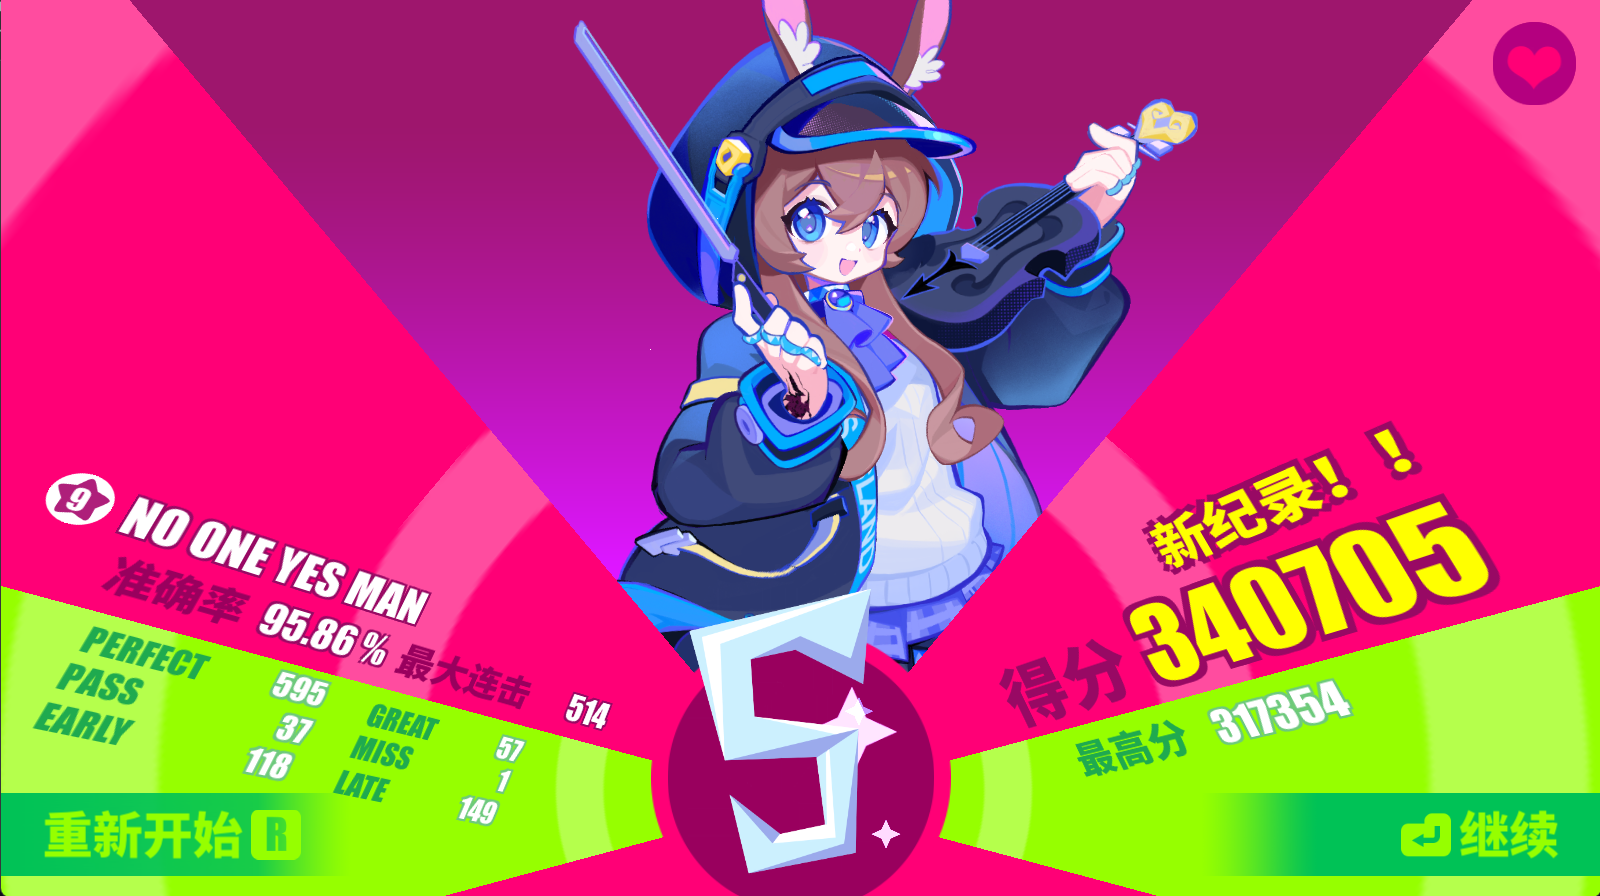 9
NO ONE YES MAN
准确率 95.86%
最大连击 514
PERFECT 595
GREAT 57
PASS 37
MISS 1
EARLY 118
LATE 149
重新开始 R
新纪录！！
得分 340705
最高分 317354
继续
S
LAND